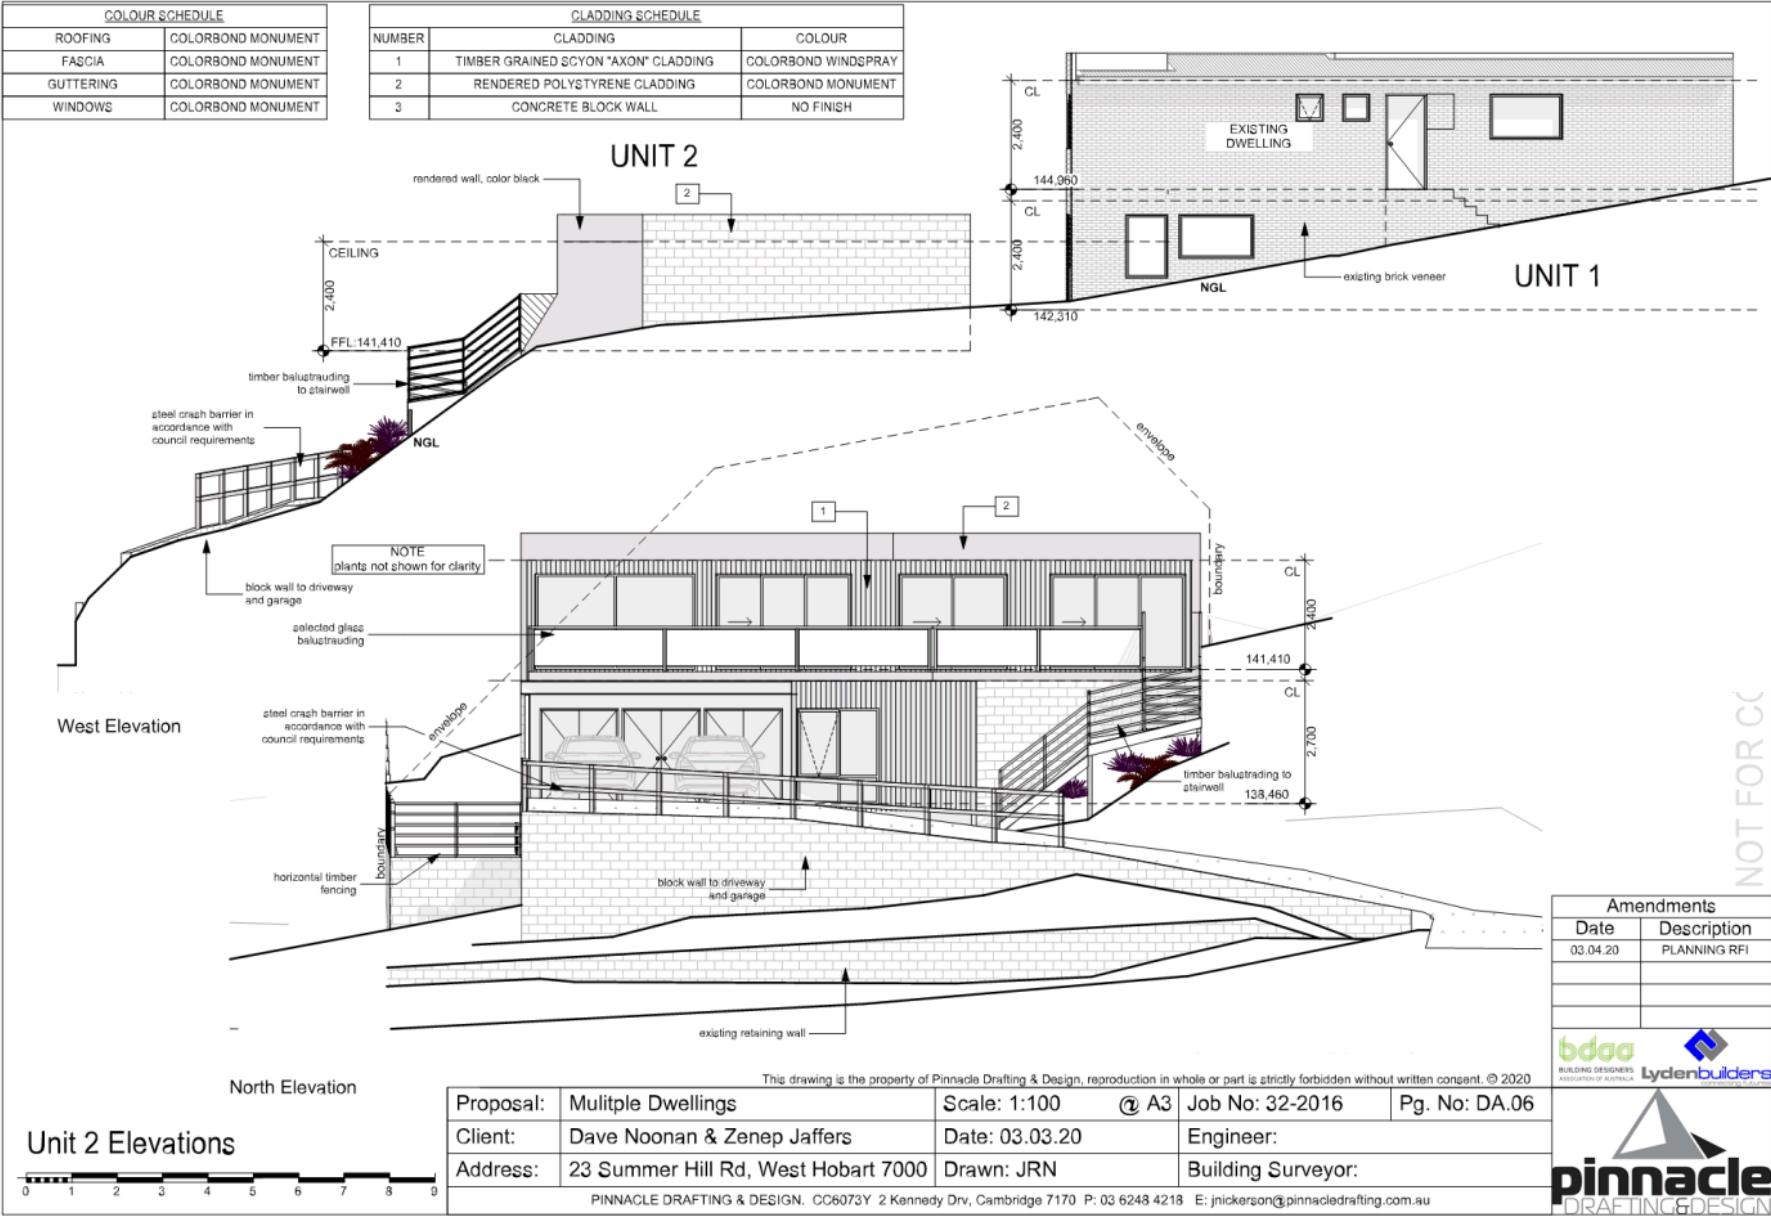 COLOUR SCHEDULE
ROOFING COLORBOND MONUMENT
FASCIA COLORBOND MONUMENT
GUTTERING COLORBOND MONUMENT
WINDOWS COLORBOND MONUMENT
CLADDING SCHEDULE
NUMBER CLADDING COLOUR
1 TIMBER GRAINED SCYON "AXON" CLADDING COLORBOND WINDSPRAY
2 RENDERED POLYSTYRENE CLADDING COLORBOND MONUMENT
3 CONCRETE BLOCK WALL NO FINISH
UNIT 2
rendered wall, color black
2
CEILING
2,400
FFL:141,410
timber balustrauding
to stairwell
steel crash barrier in
accordance with
council requirements
NGL
block wall to driveway
and garage
West Elevation
CL
2,400
144,960
CL
2,400
142,310
EXISTING
DWELLING
existing brick veneer
NGL
UNIT 1
envelope
1
2
NOTE
plants not shown for clarity
selected glass
balustrauding
boundary
CL
2,400
141,410
CL
2,700
138,460
envelope
steel crash barrier in
accordance with
council requirements
timber balustrading to
stairwell
boundary
horizontal timber
fencing
block wall to driveway
and garage
existing retaining wall
North Elevation
NOT FOR CC
Amendments
Date Description
03.04.20 PLANNING RFI
bdaa
BUILDING DESIGNERS
ASSOCIATION OF AUSTRALIA
Lydenbuilders
connecting futures
This drawing is the property of Pinnacle Drafting & Design, reproduction in whole or part is strictly forbidden without written consent. © 2020
Unit 2 Elevations
0 1 2 3 4 5 6 7 8 9
Proposal: Mulitple Dwellings Scale: 1:100 @ A3 Job No: 32-2016 Pg. No: DA.06
Client: Dave Noonan & Zenep Jaffers Date: 03.03.20 Engineer:
Address: 23 Summer Hill Rd, West Hobart 7000 Drawn: JRN Building Surveyor:
PINNACLE DRAFTING & DESIGN. CC6073Y 2 Kennedy Drv, Cambridge 7170 P: 03 6248 4218 E: jnickerson@pinnacledrafting.com.au
pinnacle
DRAFTING&DESIGN